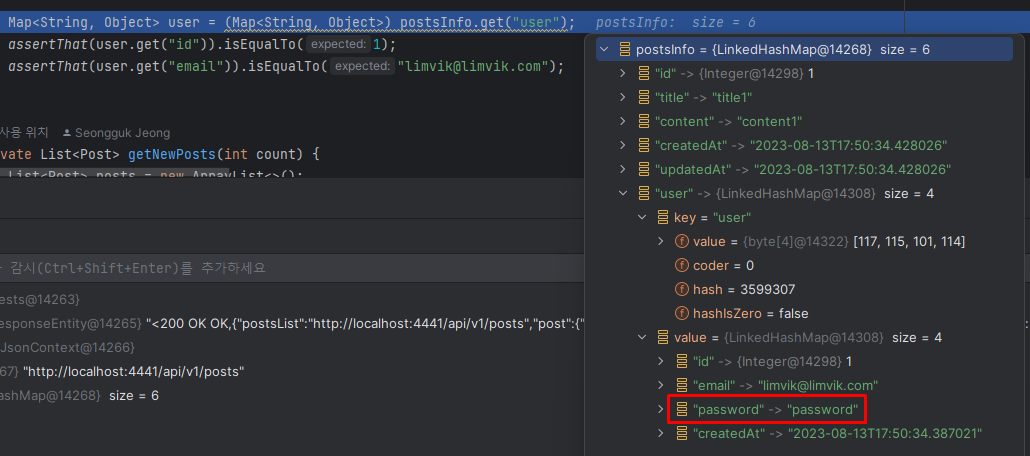 Map<String, Object> user = (Map<String, Object>) postsInfo.get("user");   postsInfo:  size = 6
assertThat(user.get("id")).isEqualTo( expected: 1);
assertThat(user.get("email")).isEqualTo( expected: "limvik@limvik.com");
사용 위치   Seongguk Jeong
vate List<Post> getNewPosts(int count) {
List<Post> posts = new ArrayList<>();
감시(Ctrl+Shift+Enter)를 추가하세요
ests@14263}
esponseEntity@14265} "<200 OK OK,{"postsList":"http://localhost:4441/api/v1/posts","post":{"
JsonContext@14266}
67} "http://localhost:4441/api/v1/posts"
ashMap@14268}  size = 6
postsInfo = {LinkedHashMap@14268}  size = 6
"id" -> {Integer@14298} 1
"title" -> "title1"
"content" -> "content1"
"createdAt" -> "2023-08-13T17:50:34.428026"
"updatedAt" -> "2023-08-13T17:50:34.428026"
"user" -> {LinkedHashMap@14308}  size = 4
key = "user"
f value = {byte[4]@14322} [117, 115, 101, 114]
f coder = 0
f hash = 3599307
f hashIsZero = false
value = {LinkedHashMap@14308}  size = 4
"id" -> {Integer@14298} 1
"email" -> "limvik@limvik.com"
"password" -> "password"
"createdAt" -> "2023-08-13T17:50:34.387021"